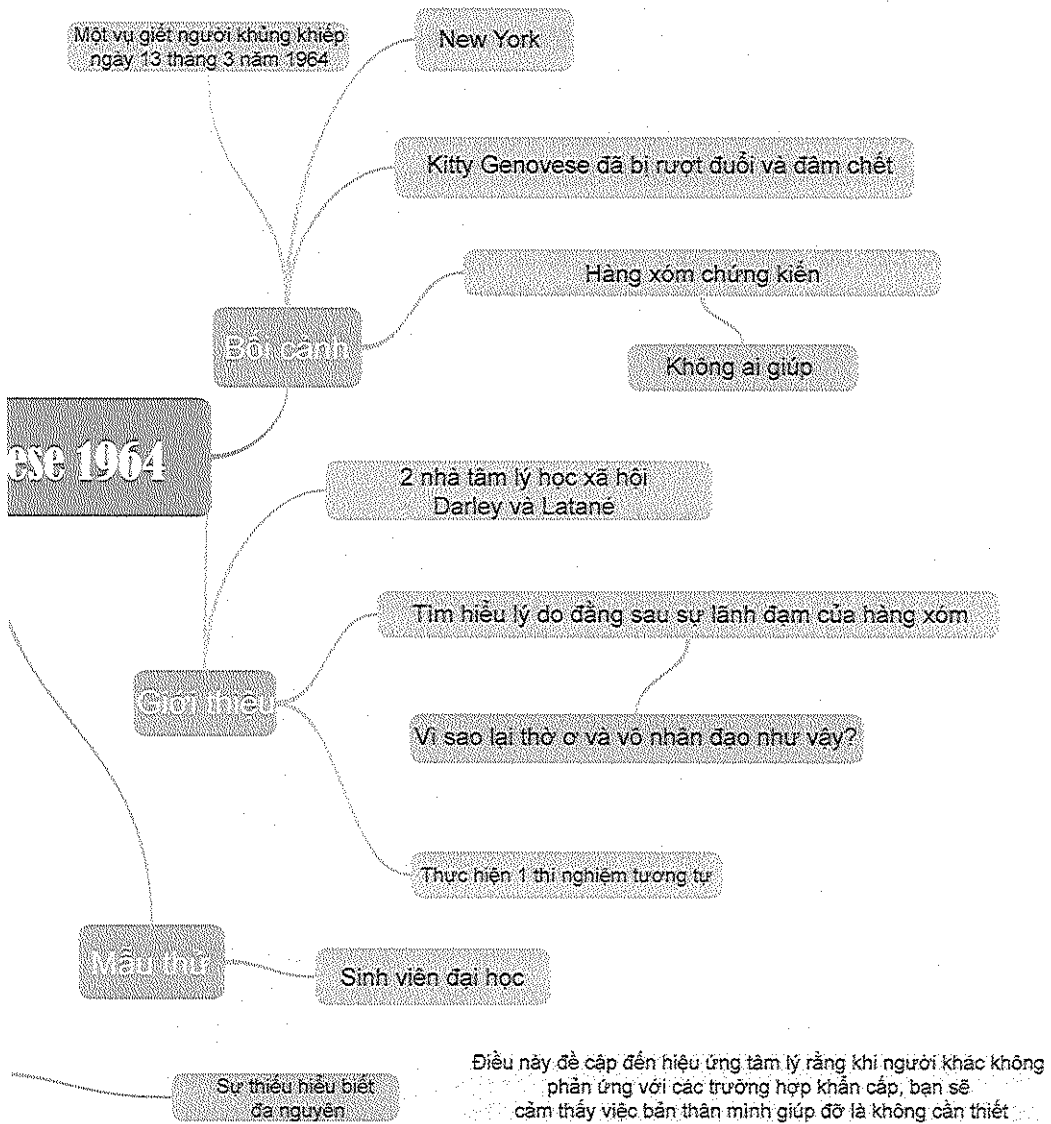 Một vụ giết người khủng khiếp
ngày 13 tháng 3 năm 1964
New York
Kitty Genovese đã bị rượt đuổi và đâm chết
Hàng xóm chứng kiến
Bối cảnh
Không ai giúp
ese 1964
2 nhà tâm lý học xã hội
Darley và Latané
Tìm hiểu lý do đằng sau sự lãnh đạm của hàng xóm
Giới thiệu
Vì sao lại thờ ơ và vô nhân đạo như vậy?
Thực hiện 1 thí nghiệm tương tự
Mẫu thử
Sinh viên đại học
Sự thiếu hiểu biết
đa nguyên
Điều này đề cập đến hiệu ứng tâm lý rằng khi người khác không
phản ứng với các trường hợp khẩn cấp, bạn sẽ
cảm thấy việc bản thân mình giúp đỡ là không cần thiết